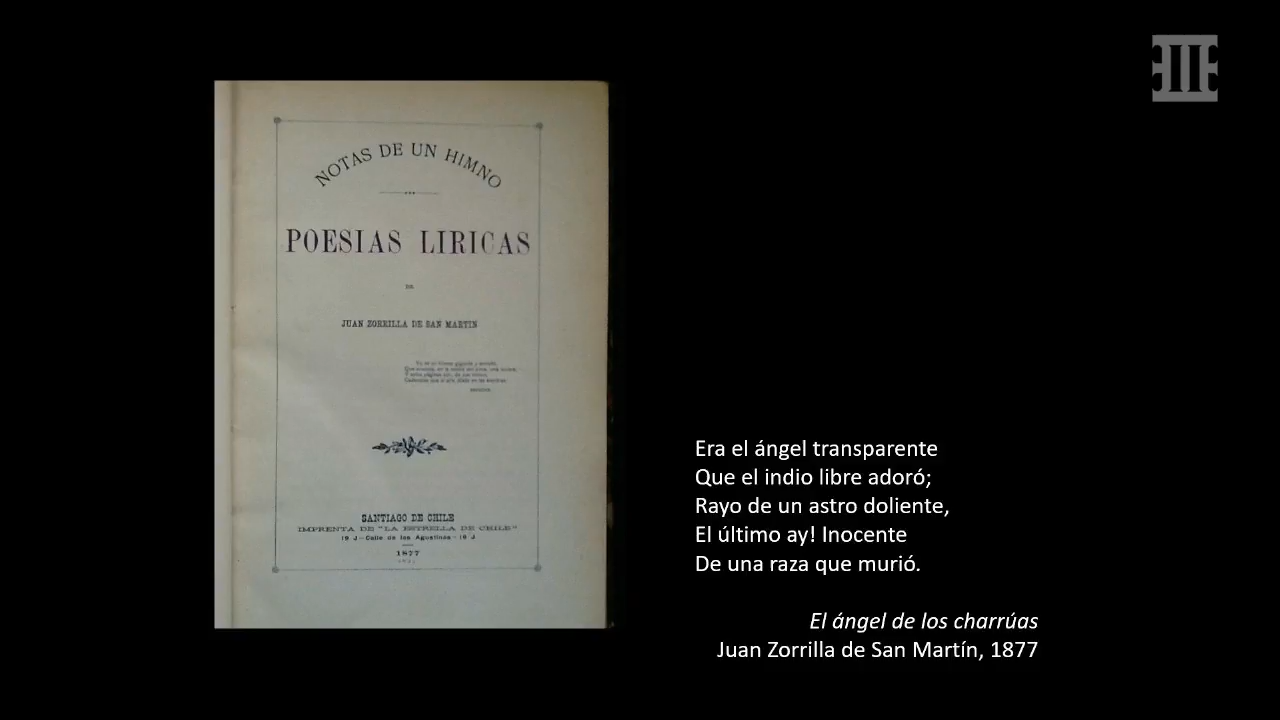 NOTAS DE UN HIMNO
POESIAS LIRICAS
DE
JUAN ZORRILLA DE SAN MARTIN
SANTIAGO DE CHILE
IMPRENTA DE "LA ESTRELLA DE CHILE"
19 J—Calle de las Agustinas—19 J
1877
Era el ángel transparente
Que el indio libre adoró;
Rayo de un astro doliente,
El último ay! Inocente
De una raza que murió.
El ángel de los charrúas
Juan Zorrilla de San Martín, 1877